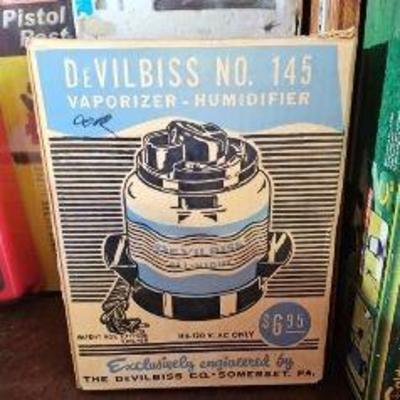 Pistol
Rest
DEVILBISS NO. 145
VAPORIZER - HUMIDIFIER
DEVILBISS
115-120 V. AC ONLY
$6.95
Exclusively engineered by
THE DEVILBISS CO. - SOMERSET, PA.